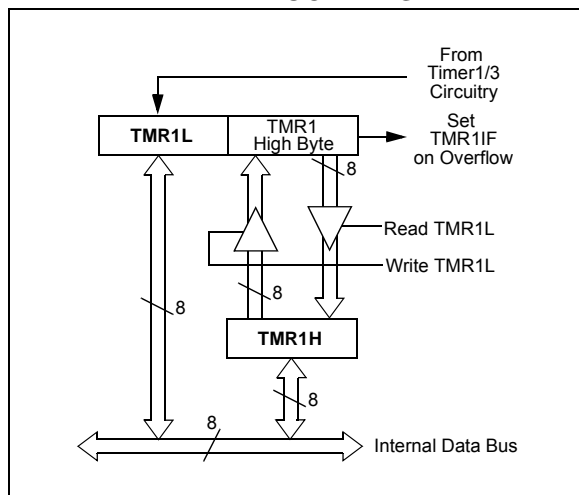 From
Timer1/3
Circuitry
TMR1L
TMR1
High Byte
Set
TMR1IF
on Overflow
8
Read TMR1L
Write TMR1L
8
8
TMR1H
8
8
Internal Data Bus